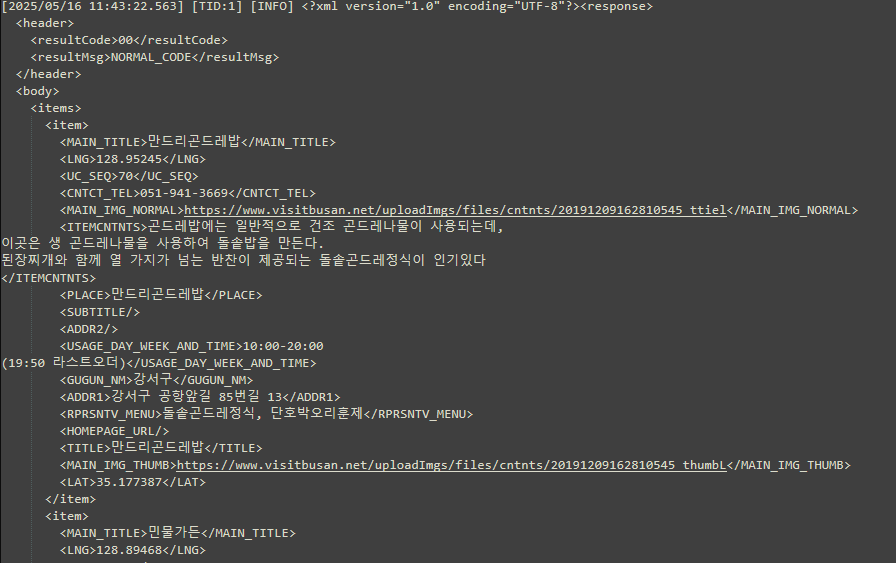 [2025/05/16 11:43:22.563] [TID:1] [INFO] <?xml version="1.0" encoding="UTF-8"?><response>
<header>
<resultCode>00</resultCode>
<resultMsg>NORMAL_CODE</resultMsg>
</header>
<body>
<items>
<item>
<MAIN_TITLE>만드리곤드레밥</MAIN_TITLE>
<LNG>128.95245</LNG>
<UC_SEQ>70</UC_SEQ>
<CNTCT_TEL>051-941-3669</CNTCT_TEL>
<MAIN_IMG_NORMAL>https://www.visitbusan.net/uploadImgs/files/cntnts/20191209162810545_ttiel</MAIN_IMG_NORMAL>
<ITEMCNTNTS>곤드레밥에는 일반적으로 건조 곤드레나물이 사용되는데,
이곳은 생 곤드레나물을 사용하여 돌솥밥을 만든다.
된장찌개와 함께 열 가지가 넘는 반찬이 제공되는 돌솥곤드레정식이 인기있다
</ITEMCNTNTS>
<PLACE>만드리곤드레밥</PLACE>
<SUBTITLE/>
<ADDR2/>
<USAGE_DAY_WEEK_AND_TIME>10:00-20:00
(19:50 라스트오더)</USAGE_DAY_WEEK_AND_TIME>
<GUGUN_NM>강서구</GUGUN_NM>
<ADDR1>강서구 공항앞길 85번길 13</ADDR1>
<RPRSNTV_MENU>돌솥곤드레정식, 단호박오리훈제</RPRSNTV_MENU>
<HOMEPAGE_URL/>
<TITLE>만드리곤드레밥</TITLE>
<MAIN_IMG_THUMB>https://www.visitbusan.net/uploadImgs/files/cntnts/20191209162810545_thumbL</MAIN_IMG_THUMB>
<LAT>35.177387</LAT>
</item>
<item>
<MAIN_TITLE>민물가든</MAIN_TITLE>
<LNG>128.89468</LNG>